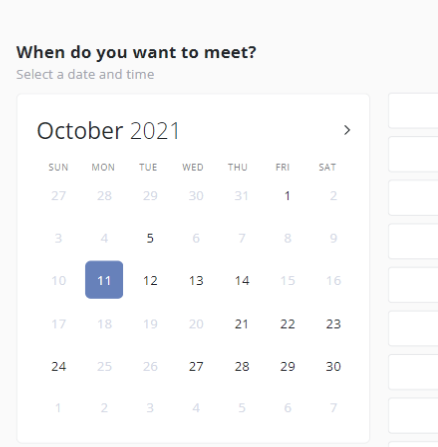 When do you want to meet?
Select a date and time
October 2021
SUN MON TUE WED THU FRI SAT
27 28 29 30 31 1 2
3 4 5 6 7 8 9
10 11 12 13 14 15 16
17 18 19 20 21 22 23
24 25 26 27 28 29 30
1 2 3 4 5 6 7